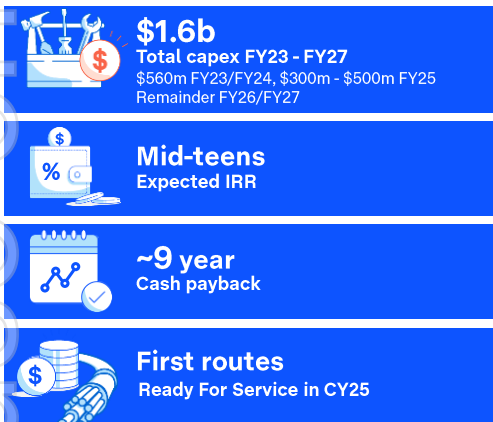 $1.6b
Total capex FY23 - FY27
$560m FY23/FY24, $300m - $500m FY25
Remainder FY26/FY27
$
$
%
Mid-teens
Expected IRR
~9 year
Cash payback
First routes
$
Ready For Service in CY25